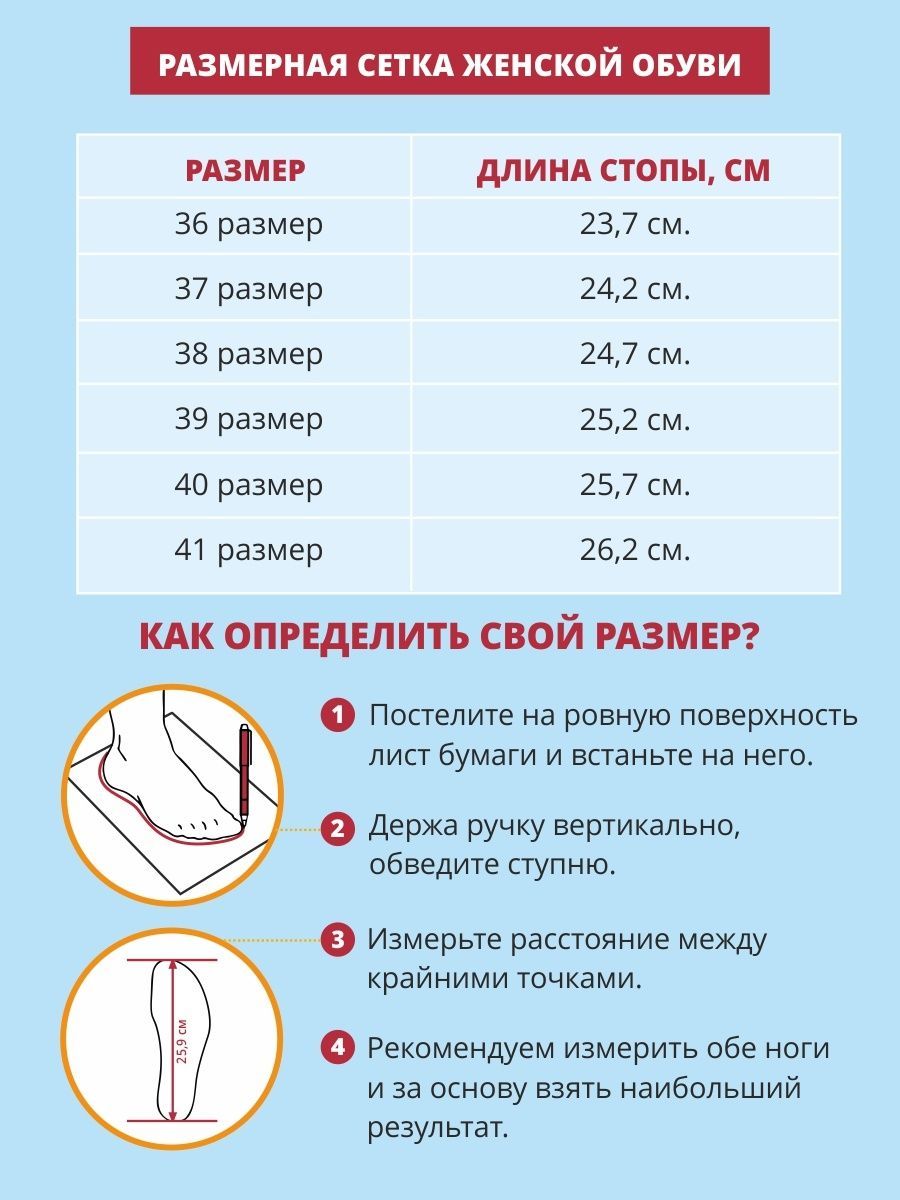 РАЗМЕРНАЯ СЕТКА ЖЕНСКОЙ ОБУВИ
РАЗМЕР ДЛИНА СТОПЫ, СМ
36 размер 23,7 см.
37 размер 24,2 см.
38 размер 24,7 см.
39 размер 25,2 см.
40 размер 25,7 см.
41 размер 26,2 см.
КАК ОПРЕДЕЛИТЬ СВОЙ РАЗМЕР?
1 Постелите на ровную поверхность
лист бумаги и встаньте на него.
2 Держа ручку вертикально,
обведите ступню.
3 Измерьте расстояние между
крайними точками.
25,9 см
4 Рекомендуем измерить обе ноги
и за основу взять наибольший
результат.